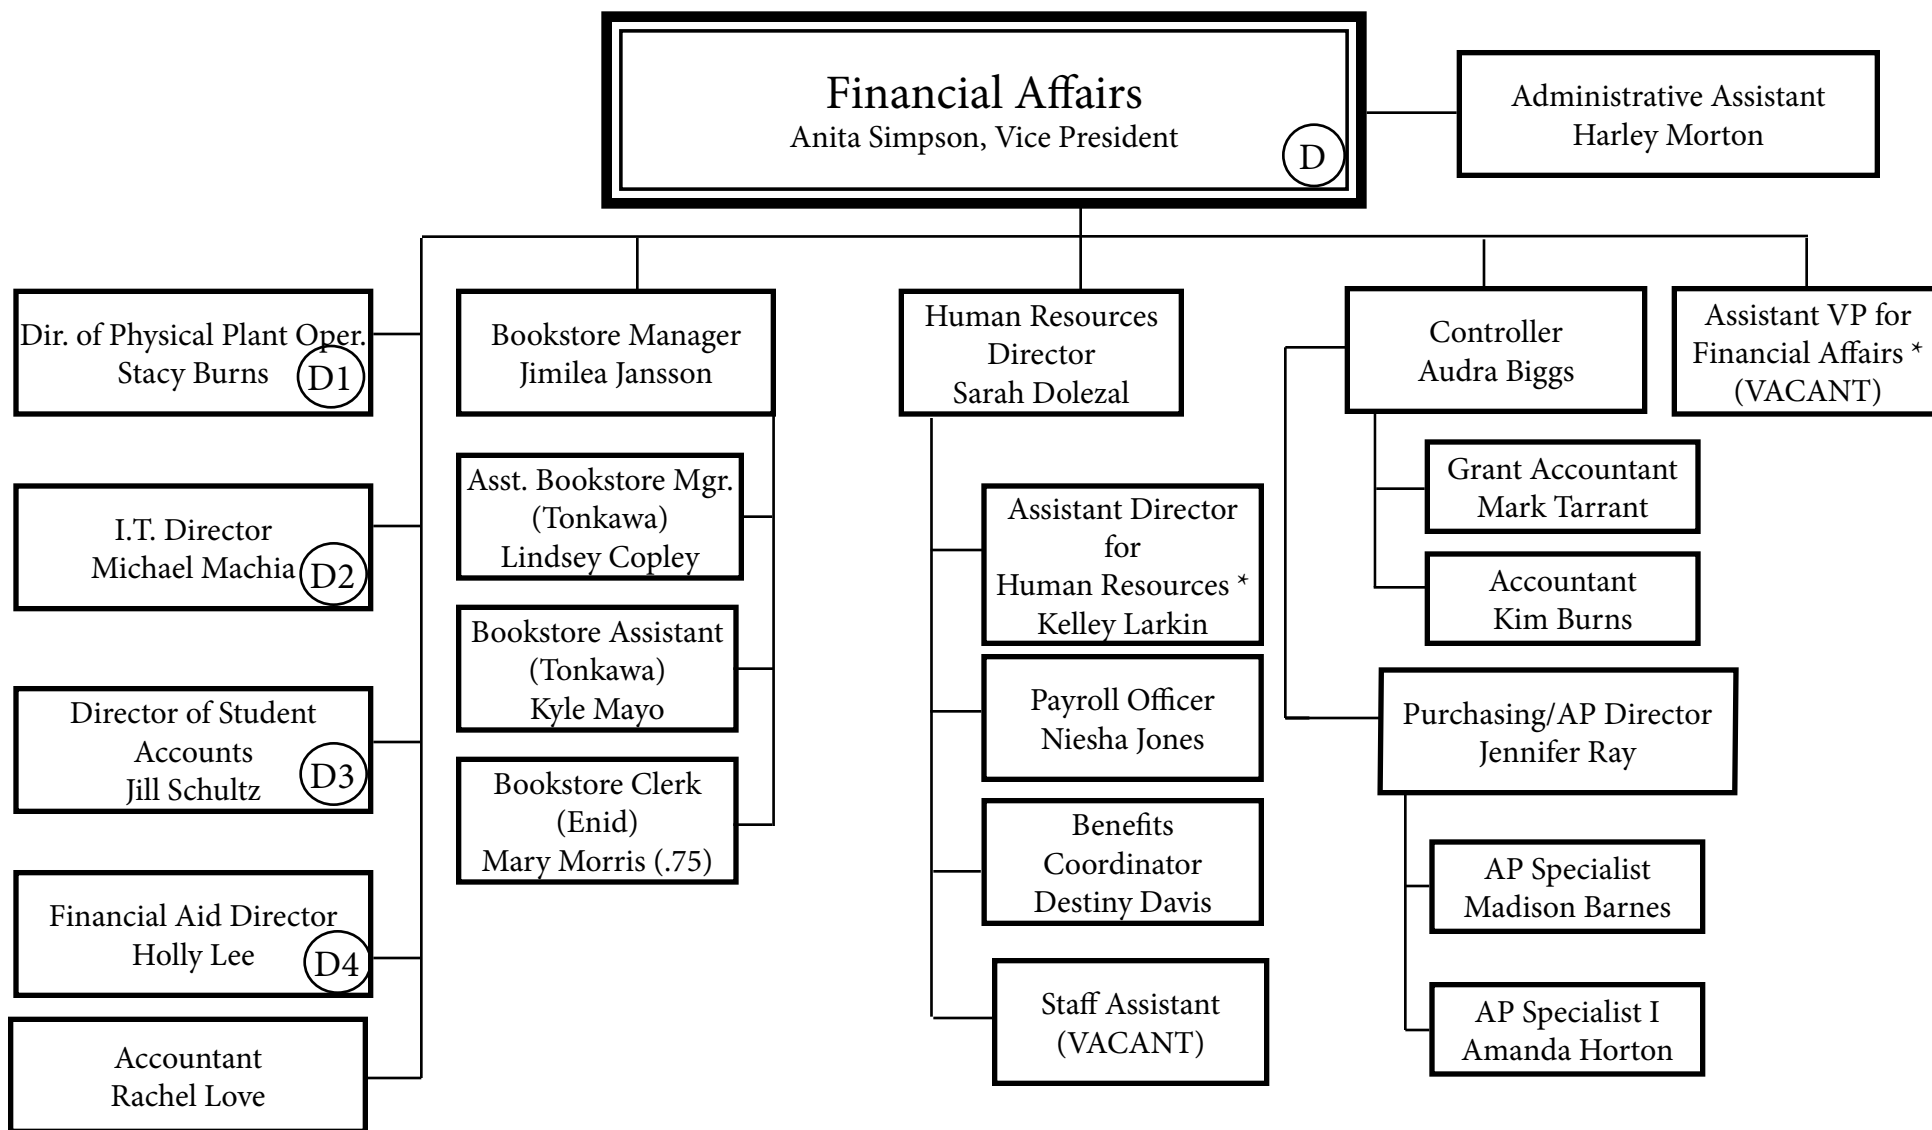 Financial Affairs
Anita Simpson, Vice President
D
Administrative Assistant
Harley Morton
Dir. of Physical Plant Oper.
Stacy Burns
D1
I.T. Director
Michael Machia
D2
Director of Student
Accounts
Jill Schultz
D3
Financial Aid Director
Holly Lee
D4
Accountant
Rachel Love
Bookstore Manager
Jimilea Jansson
Asst. Bookstore Mgr.
(Tonkawa)
Lindsey Copley
Bookstore Assistant
(Tonkawa)
Kyle Mayo
Bookstore Clerk
(Enid)
Mary Morris (.75)
Human Resources
Director
Sarah Dolezal
Assistant Director
for
Human Resources *
Kelley Larkin
Payroll Officer
Niesha Jones
Benefits
Coordinator
Destiny Davis
Staff Assistant
(VACANT)
Controller
Audra Biggs
Grant Accountant
Mark Tarrant
Accountant
Kim Burns
Purchasing/AP Director
Jennifer Ray
AP Specialist
Madison Barnes
AP Specialist I
Amanda Horton
Assistant VP for
Financial Affairs *
(VACANT)